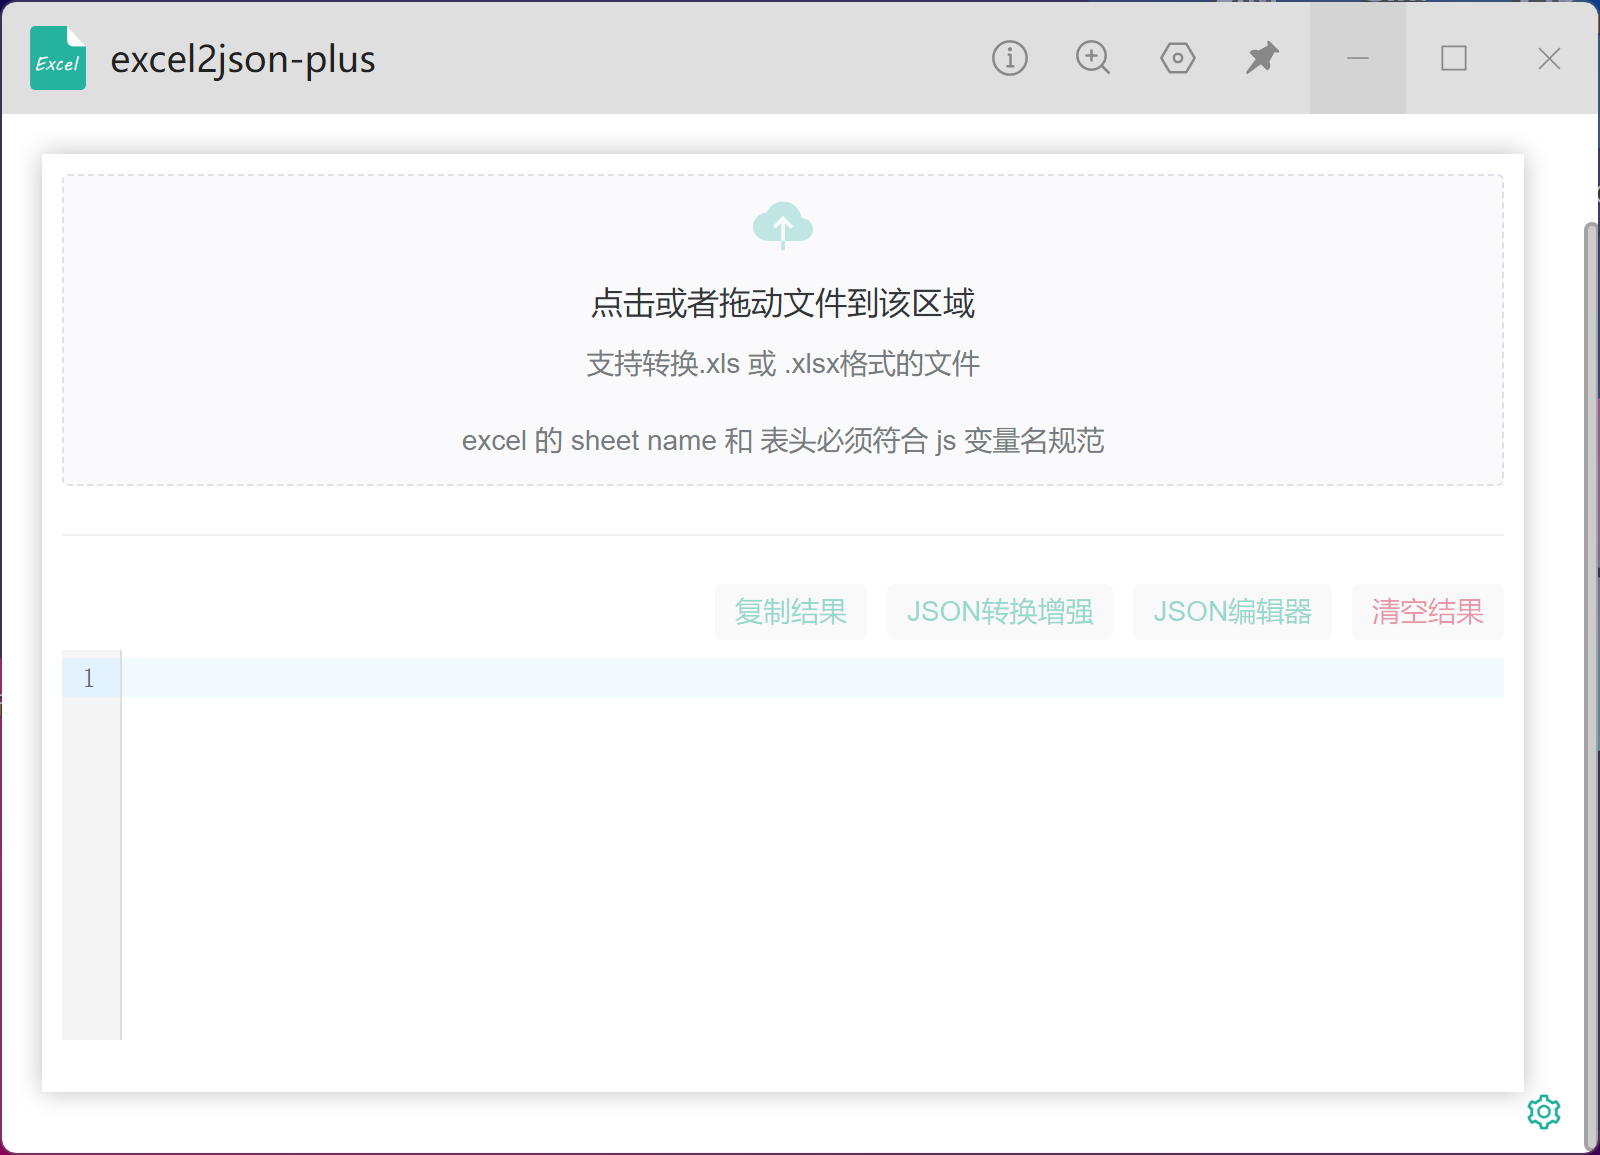 Excel
excel2json-plus
点击或者拖动文件到该区域
支持转换.xls 或 .xlsx格式的文件
excel 的 sheet name 和 表头必须符合 js 变量名规范
复制结果
JSON转换增强
JSON编辑器
清空结果
1